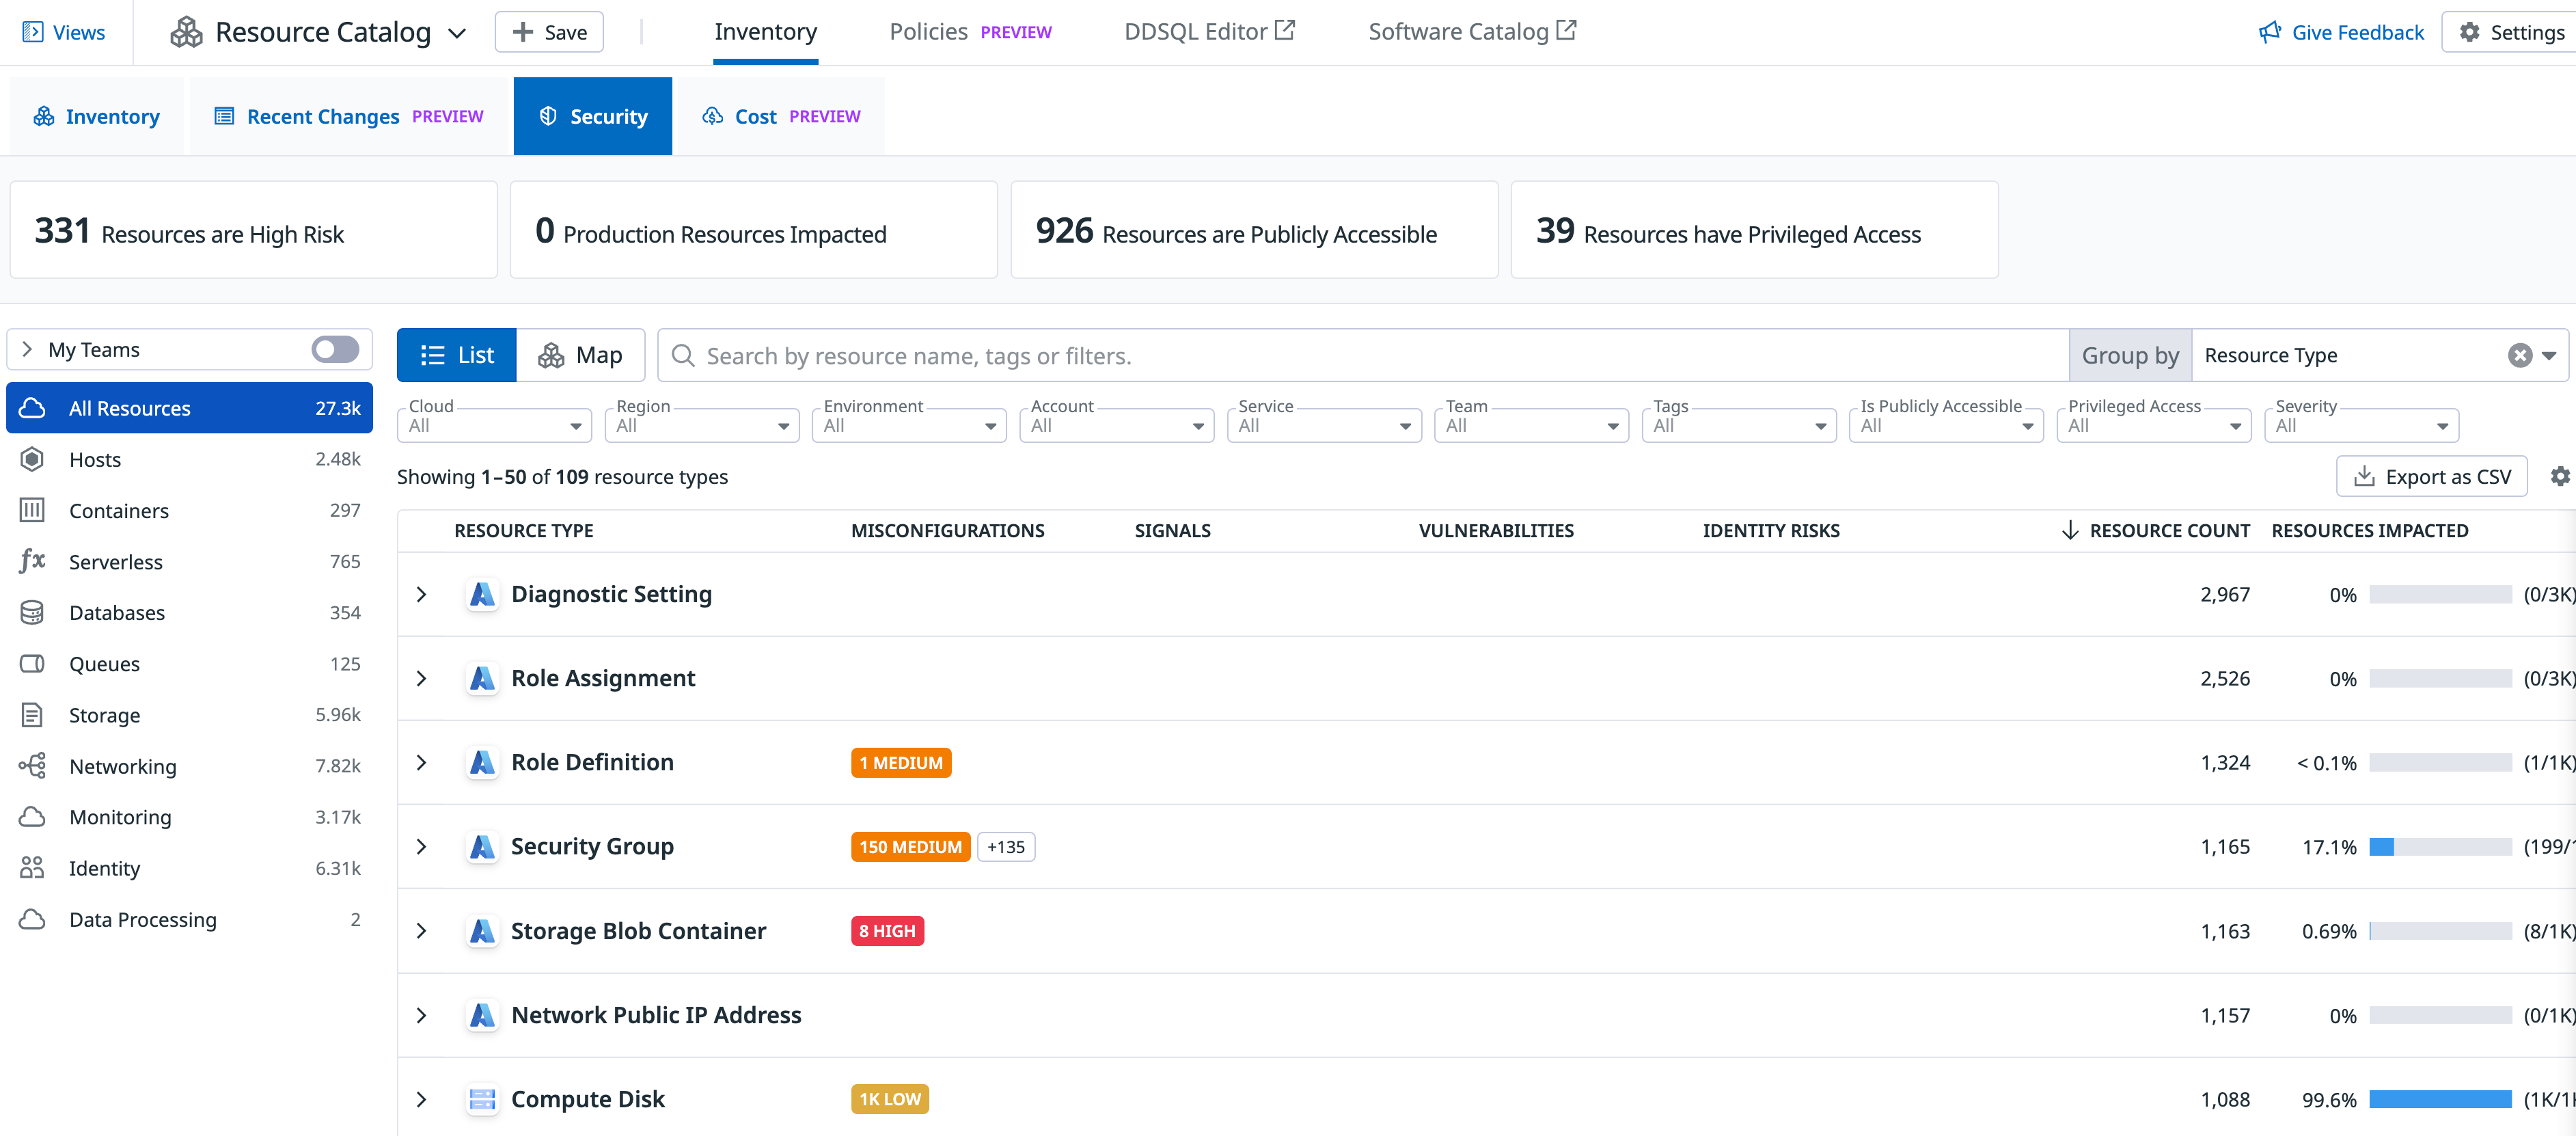 Views
Resource Catalog
Save
Inventory
Policies PREVIEW
DDSQL Editor
Software Catalog
Give Feedback
Settings
Inventory
Recent Changes PREVIEW
Security
Cost PREVIEW
331 Resources are High Risk
0 Production Resources Impacted
926 Resources are Publicly Accessible
39 Resources have Privileged Access
My Teams
All Resources 27.3k
Hosts 2.48k
Containers 297
Serverless 765
Databases 354
Queues 125
Storage 5.96k
Networking 7.82k
Monitoring 3.17k
Identity 6.31k
Data Processing 2
List
Map
Search by resource name, tags or filters.
Group by
Resource Type
Cloud
All
Region
All
Environment
All
Account
All
Service
All
Team
All
Tags
All
Is Publicly Accessible
All
Privileged Access
All
Severity
All
Showing 1–50 of 109 resource types
Export as CSV
RESOURCE TYPE MISCONFIGURATIONS SIGNALS VULNERABILITIES IDENTITY RISKS RESOURCE COUNT RESOURCES IMPACTED
Diagnostic Setting 2,967 0% (0/3K)
Role Assignment 2,526 0% (0/3K)
Role Definition 1 MEDIUM 1,324 < 0.1% (1/1K)
Security Group 150 MEDIUM +135 1,165 17.1% (199/
Storage Blob Container 8 HIGH 1,163 0.69% (8/1K)
Network Public IP Address 1,157 0% (0/1K)
Compute Disk 1K LOW 1,088 99.6% (1K/1